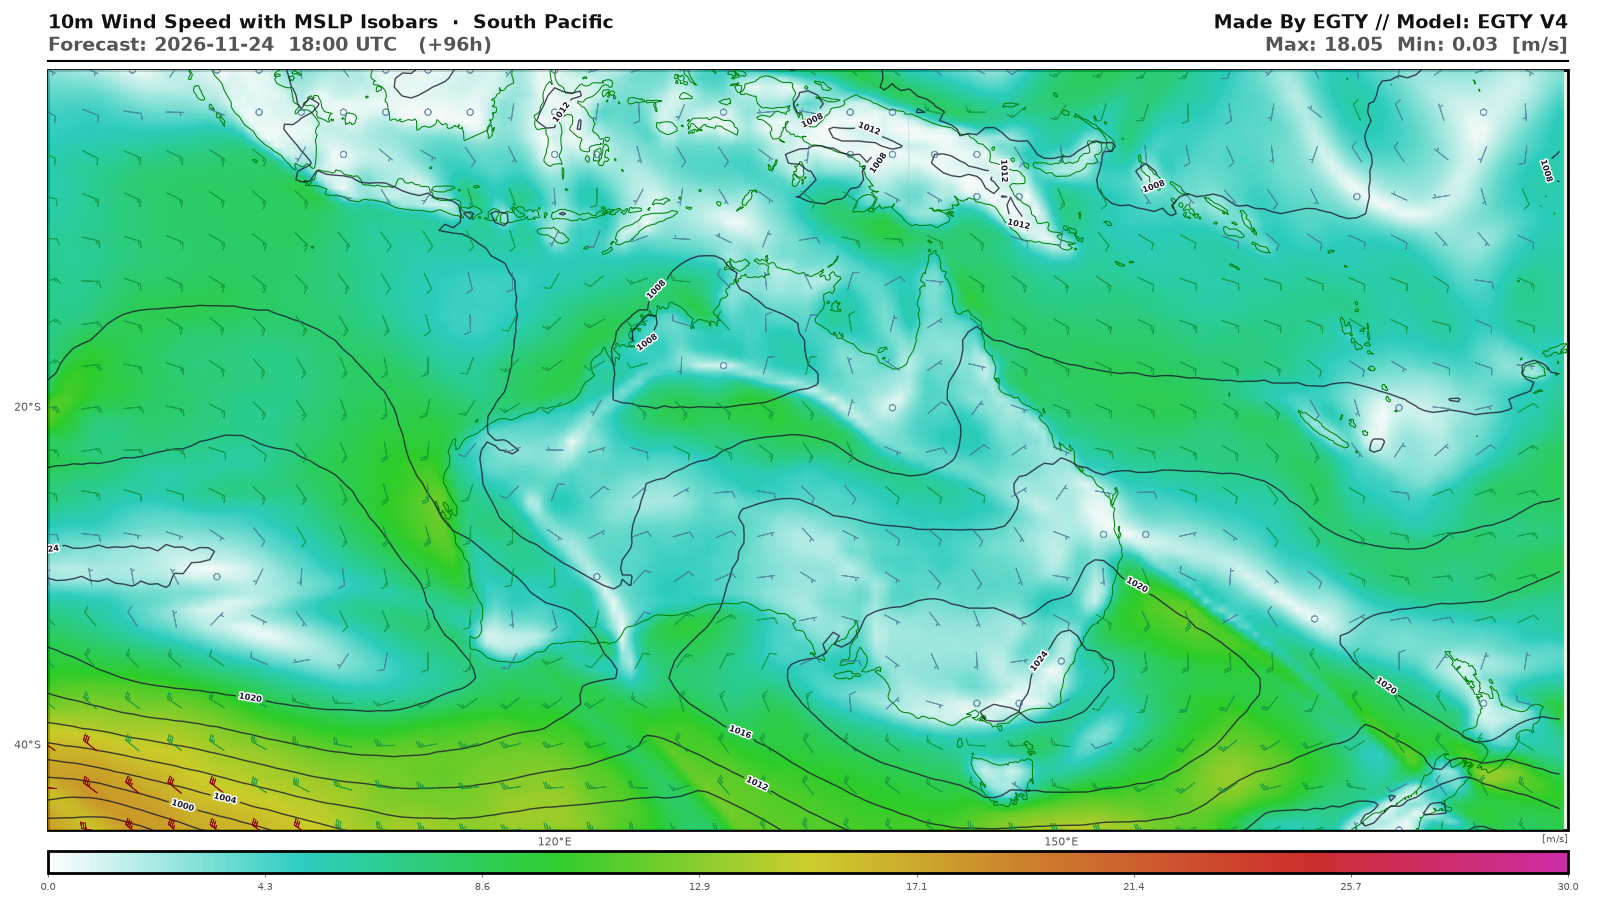 10m Wind Speed with MSLP Isobars · South Pacific
Made By EGTY // Model: EGTY V4
Forecast: 2026-11-24 18:00 UTC (+96h)
Max: 18.05 Min: 0.03 [m/s]
1012
1008
1012
1008
1012
1008
1008
1012
1008
1008
20°S
24
1020
1024
1020
1020
1016
40°S
1012
1004
1000
120°E
150°E
[m/s]
0.0 4.3 8.6 12.9 17.1 21.4 25.7 30.0